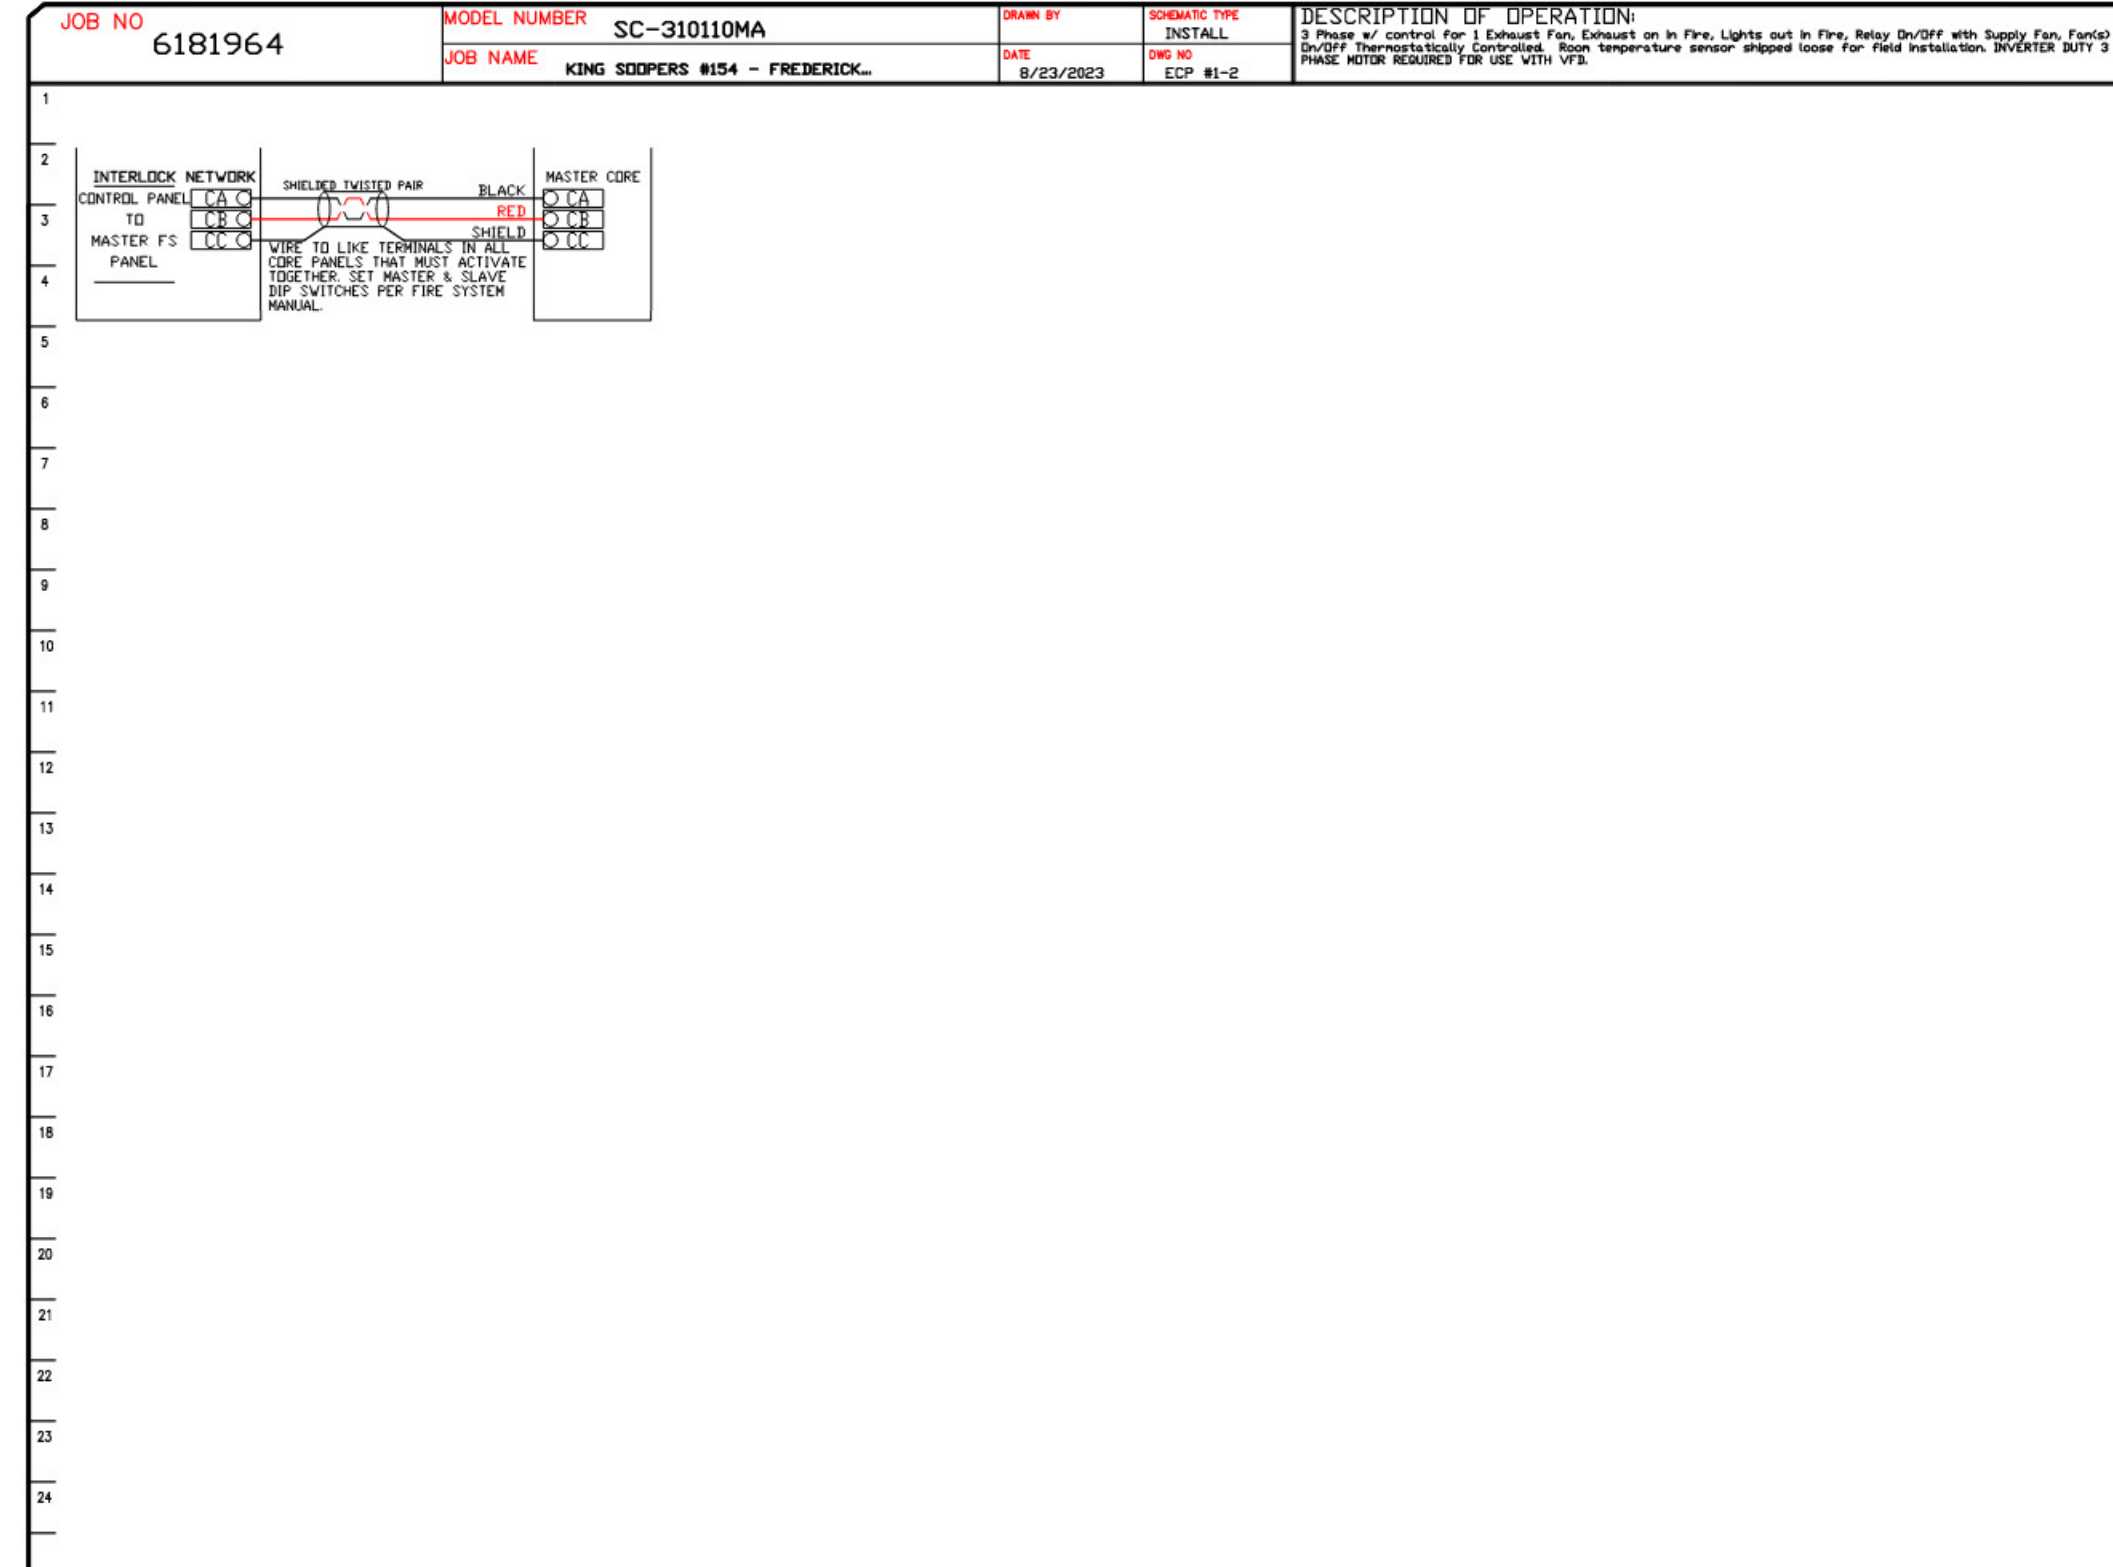 JOB NO
6181964
MODEL NUMBER
SC-310110MA
JOB NAME
KING SOOPERS #154 - FREDERICK...
DRAWN BY
SCHEMATIC TYPE
INSTALL
DATE
8/23/2023
DWG NO
ECP #1-2
DESCRIPTION OF OPERATION:
3 Phase w/ control for 1 Exhaust Fan, Exhaust on in Fire, Lights out in Fire, Relay On/Off with Supply Fan, Fan(s)
On/Off Thermostatically Controlled. Room temperature sensor shipped loose for field installation. INVERTER DUTY 3
PHASE MOTOR REQUIRED FOR USE WITH VFD.
1
2
INTERLOCK NETWORK
CONTROL PANEL
TO
MASTER FS
PANEL
CA
CB
CC
SHIELDED TWISTED PAIR
BLACK
RED
SHIELD
WIRE TO LIKE TERMINALS IN ALL
CORE PANELS THAT MUST ACTIVATE
TOGETHER. SET MASTER & SLAVE
DIP SWITCHES PER FIRE SYSTEM
MANUAL.
MASTER CORE
CA
CB
CC
3
4
5
6
7
8
9
10
11
12
13
14
15
16
17
18
19
20
21
22
23
24